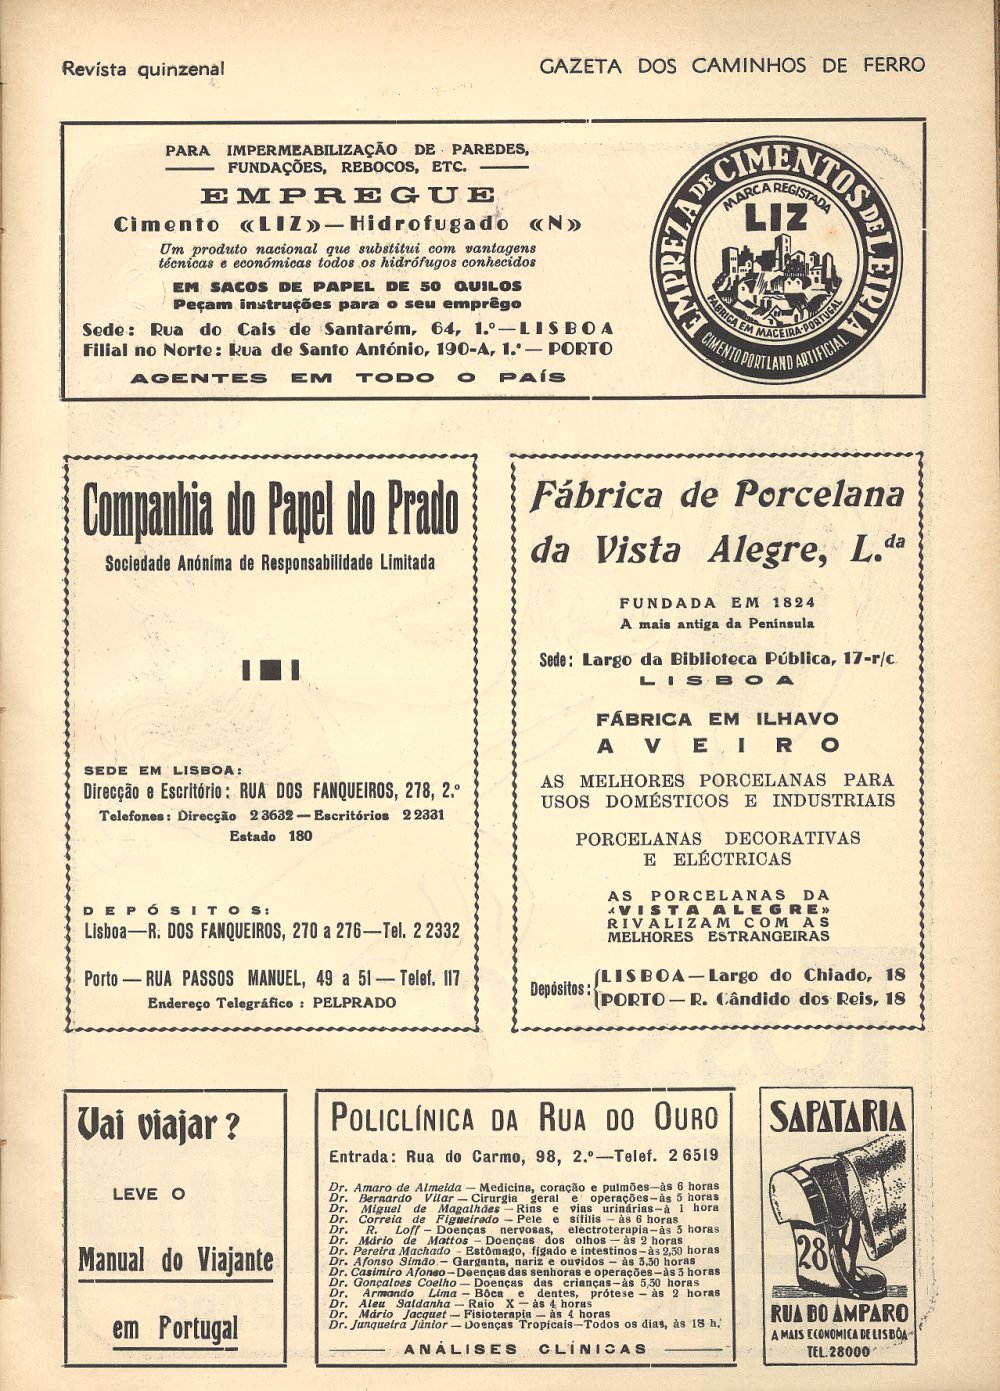 Revista quinzenal
GAZETA DOS CAMINHOS DE FERRO
PARA IMPERMEABILIZAÇÃO DE PAREDES,
FUNDAÇÕES, REBOCOS, ETC.
EMPREGUE
Cimento «LIZ»—Hidrofugado «N»
Um produto nacional que substitui com vantagens
técnicas e económicas todos os hidrófugos conhecidos
EM SACOS DE PAPEL DE 50 QUILOS
Peçam instruções para o seu emprêgo
Sede: Rua do Cais de Santarém, 64, 1.º—LISBOA
Filial no Norte: Rua de Santo António, 190-A, 1.º — PORTO
AGENTES EM TODO O PAÍS
EMPREZA DE CIMENTOS DE LEIRIA
MARCA REGISTADA
LIZ
FABRICA EM MACEIRA-PORTUGAL
CIMENTO PORTLAND ARTIFICIAL
Companhia do Papel do Prado
Sociedade Anónima de Responsabilidade Limitada
SEDE EM LISBOA:
Direcção e Escritório: RUA DOS FANQUEIROS, 278, 2.º
Telefones: Direcção 2 3632 — Escritórios 2 2331
Estado 180
DEPÓSITOS:
Lisboa—R. DOS FANQUEIROS, 270 a 276—Tel. 2 2332
Porto — RUA PASSOS MANUEL, 49 a 51 — Telef. 117
Endereço Telegráfico : PELPRADO
Fábrica de Porcelana
da Vista Alegre, L.da
FUNDADA EM 1824
A mais antiga da Península
Sede: Largo da Biblioteca Pública, 17-r/c
LISBOA
FÁBRICA EM ILHAVO
AVEIRO
AS MELHORES PORCELANAS PARA
USOS DOMÉSTICOS E INDUSTRIAIS
PORCELANAS DECORATIVAS
E ELÉCTRICAS
AS PORCELANAS DA
«VISTA ALEGRE»
RIVALIZAM COM AS
MELHORES ESTRANGEIRAS
Depósitos: LISBOA — Largo do Chiado, 18
PORTO — R. Cândido dos Reis, 18
Vai viajar?
LEVE O
Manual do Viajante
em Portugal
POLICLÍNICA DA RUA DO OURO
Entrada: Rua do Carmo, 98, 2.º—Telef. 2 6519
Dr. Amaro de Almeida — Medicina, coração e pulmões—às 6 horas
Dr. Bernardo Vilar — Cirurgia geral e operações—às 5 horas
Dr. Miguel de Magalhães — Rins e vias urinárias—à 1 hora
Dr. Correia de Figueiredo — Pele e sífilis — às 6 horas
Dr. R. Loff — Doenças nervosas, electroterapia—às 3 horas
Dr. Mário de Mattos — Doenças dos olhos — às 2 horas
Dr. Pereira Machado - Estômago, fígado e intestinos—às 2,30 horas
Dr. Afonso Simão — Garganta, nariz e ouvidos — às 3,30 horas
Dr. Casimiro Afonso—Doenças das senhoras e operações—às 3 horas
Dr. Gonçalves Coelho — Doenças das crianças—às 5,30 horas
Dr. Armando Lima — Bôca e dentes, prótese — às 2 horas
Dr. Aleu Saldanha — Raio X — às 4 horas
Dr. Mário Jacquet — Fisioterapia — às 4 horas
Dr. Junqueira Júnior — Doenças Tropicais—Todos os dias, às 18 h.
ANÁLISES CLÍNICAS
SAPATARIA
28
RUA DO AMPARO
A MAIS ECONOMICA DE LISBÔA
TEL. 28000